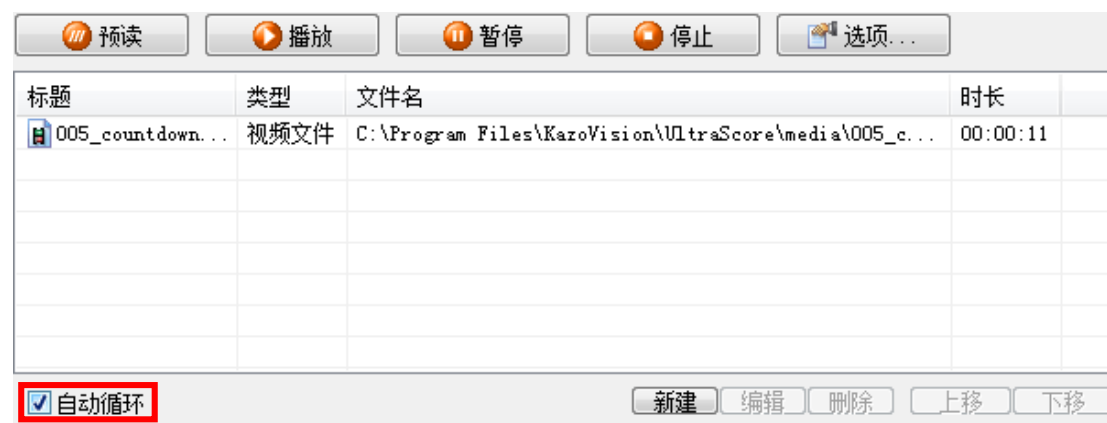 预读 播放 暂停 停止 选项...
标题 类型 文件名 时长
005_countdown... 视频文件 C:\Program Files\KazoVision\UltraScore\media\005_c... 00:00:11
自动循环 新建 编辑 删除 上移 下移